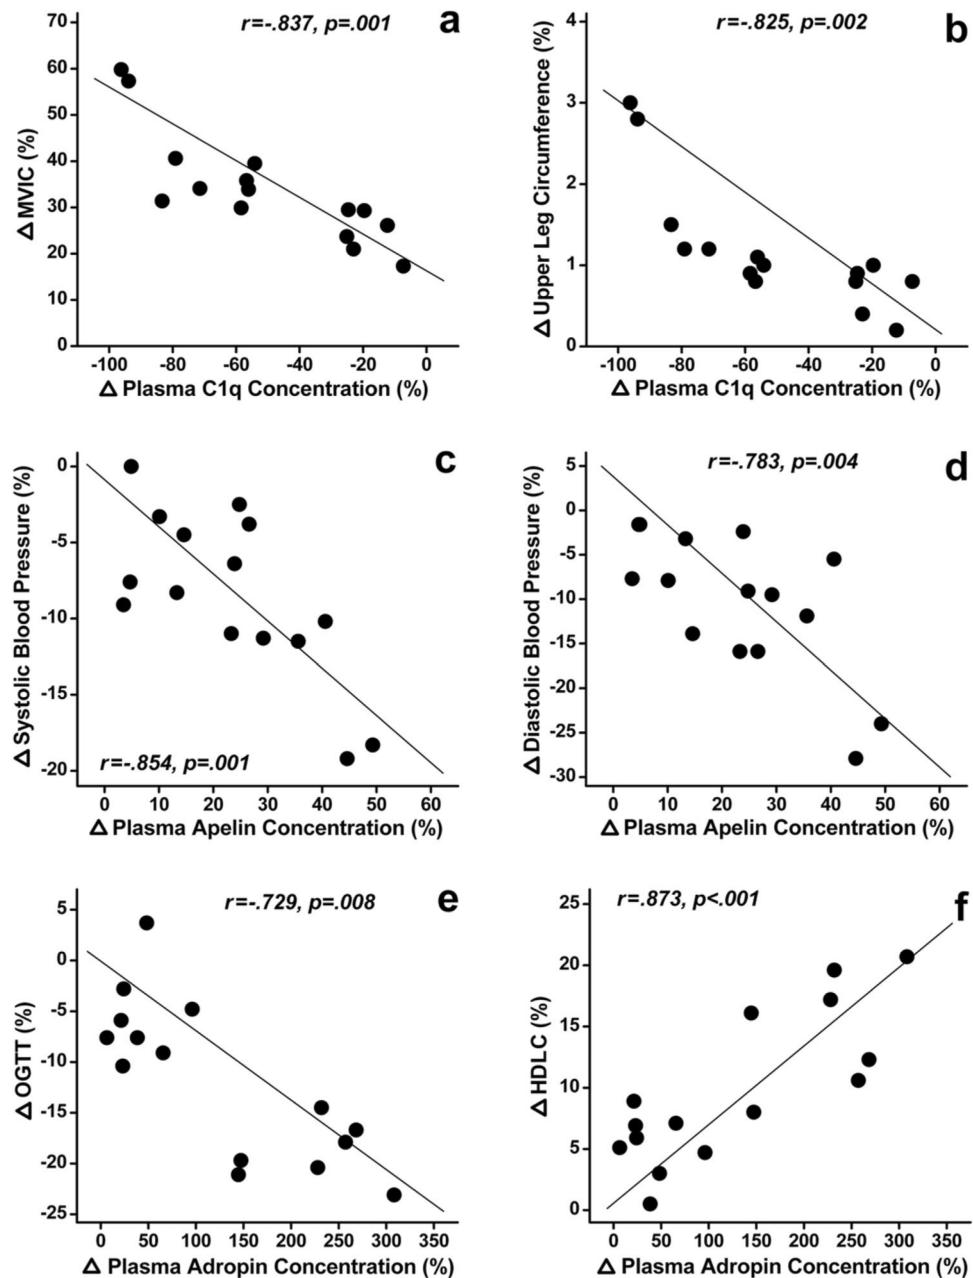 r=-.837, p=.001
a
70
60
50
40
30
20
10
0
Δ MVIC (%)
-100 -80 -60 -40 -20 0
Δ Plasma C1q Concentration (%)
r=-.825, p=.002
b
4
3
2
1
0
Δ Upper Leg Circumference (%)
-100 -80 -60 -40 -20 0
Δ Plasma C1q Concentration (%)
c
0
-5
-10
-15
-20
Δ Systolic Blood Pressure (%)
r=-.854, p=.001
0 10 20 30 40 50 60
Δ Plasma Apelin Concentration (%)
r=-.783, p=.004
d
5
0
-5
-10
-15
-20
-25
-30
Δ Diastolic Blood Pressure (%)
0 10 20 30 40 50 60
Δ Plasma Apelin Concentration (%)
r=-.729, p=.008
e
5
0
-5
-10
-15
-20
-25
Δ OGTT (%)
0 50 100 150 200 250 300 350
Δ Plasma Adropin Concentration (%)
r=.873, p<.001
f
25
20
15
10
5
0
Δ HDLC (%)
0 50 100 150 200 250 300 350
Δ Plasma Adropin Concentration (%)